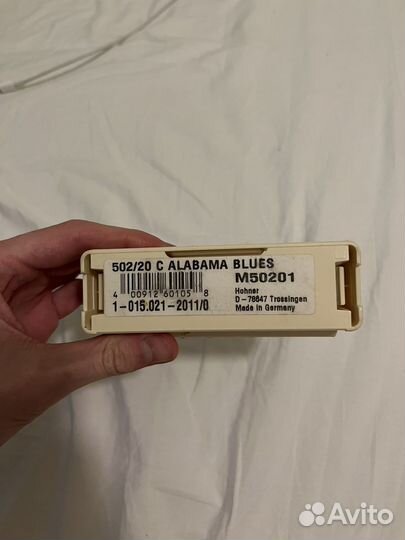 502/20 C ALABAMA BLUES
M50201
4 00912 60105 8
Hohner
D-78647 Trossingen
1-015.021-2011/0
Made in Germany
Avito